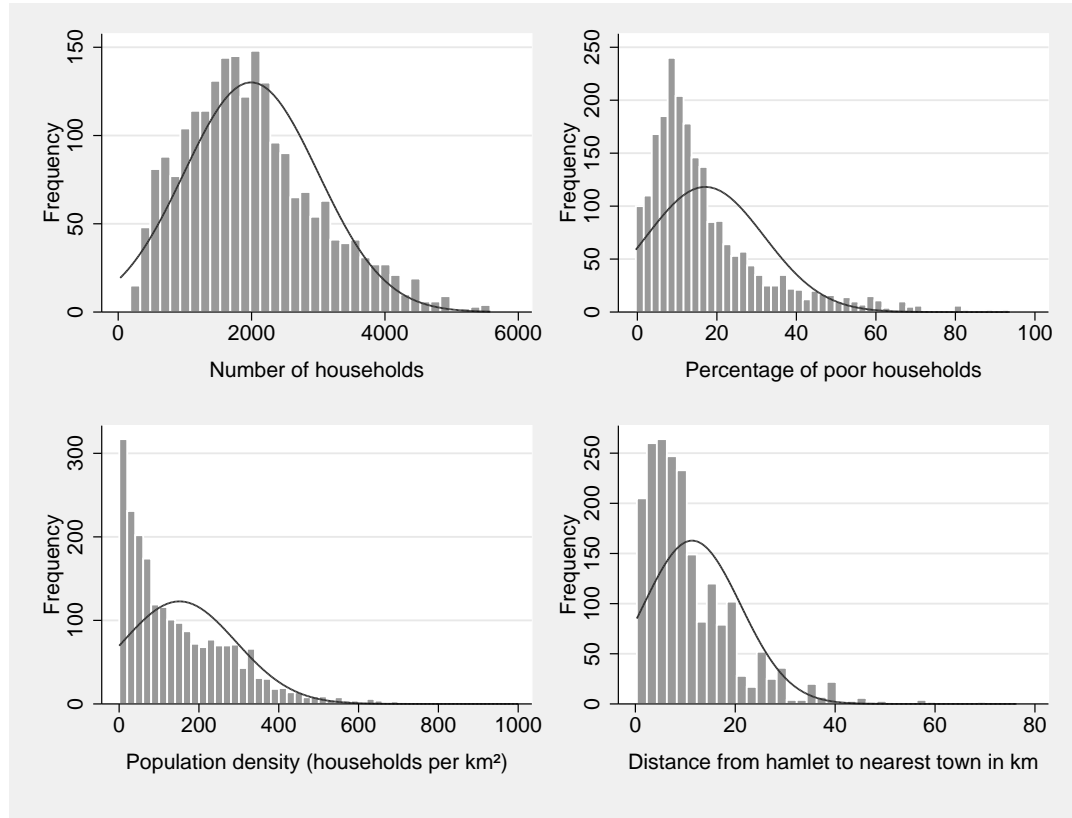 Frequency
150
100
50
0
0 2000 4000 6000
Number of households
Frequency
250
200
150
100
50
0
0 20 40 60 80 100
Percentage of poor households
Frequency
300
200
100
0
0 200 400 600 800 1000
Population density (households per km²)
Frequency
250
200
150
100
50
0
0 20 40 60 80
Distance from hamlet to nearest town in km